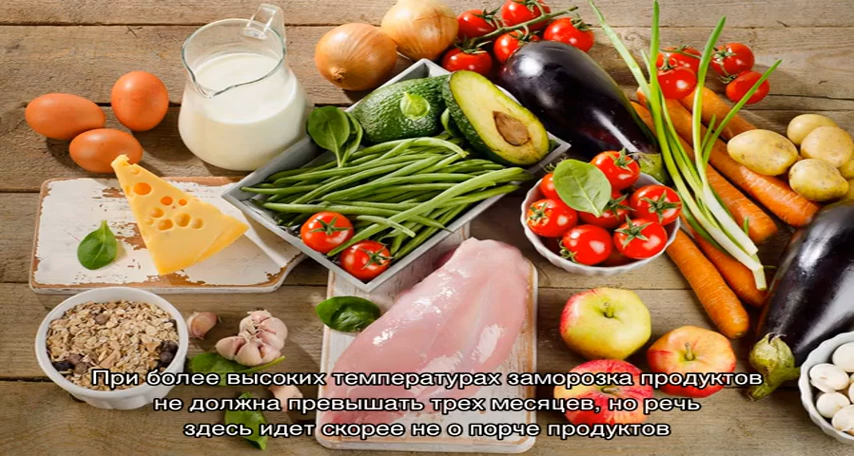 При более высоких температурах заморозка продуктов
не должна превышать трех месяцев, но речь
здесь идет скорее не о порче продуктов